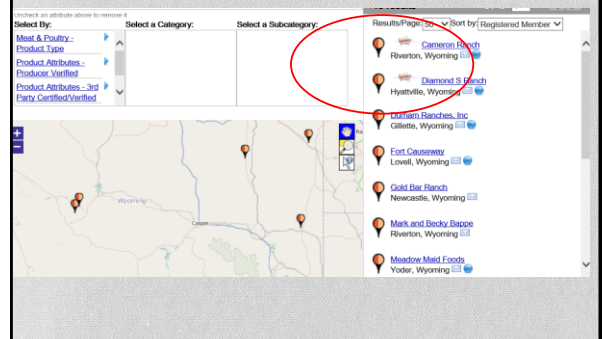 Uncheck an attribute above to remove it
Select By:
Select a Category:
Select a Subcategory:
Meat & Poultry -
Product Type
Product Attributes -
Producer Verified
Product Attributes - 3rd
Party Certified/Verified
Results/Page: 50 Sort by: Registered Member
Cameron Ranch
Riverton, Wyoming
Diamond S Ranch
Hyattville, Wyoming
Durham Ranches, Inc
Gillette, Wyoming
Fort Causeway
Lovell, Wyoming
Gold Bar Ranch
Newcastle, Wyoming
Mark and Becky Bappe
Riverton, Wyoming
Meadow Maid Foods
Yoder, Wyoming
+
−
Wyoming
Casper
Ra